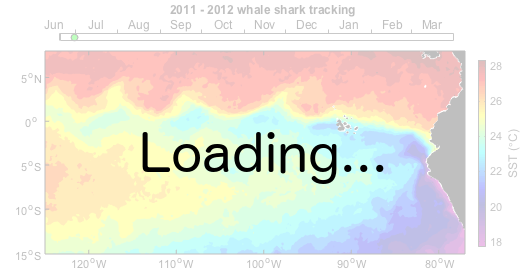 2011 - 2012 whale shark tracking
Jun Jul Aug Sep Oct Nov Dec Jan Feb Mar
5°N
0°
5°S
10°S
15°S
120°W 110°W 100°W 90°W 80°W
28
26
24
22
20
18
SST (°C)
Loading...